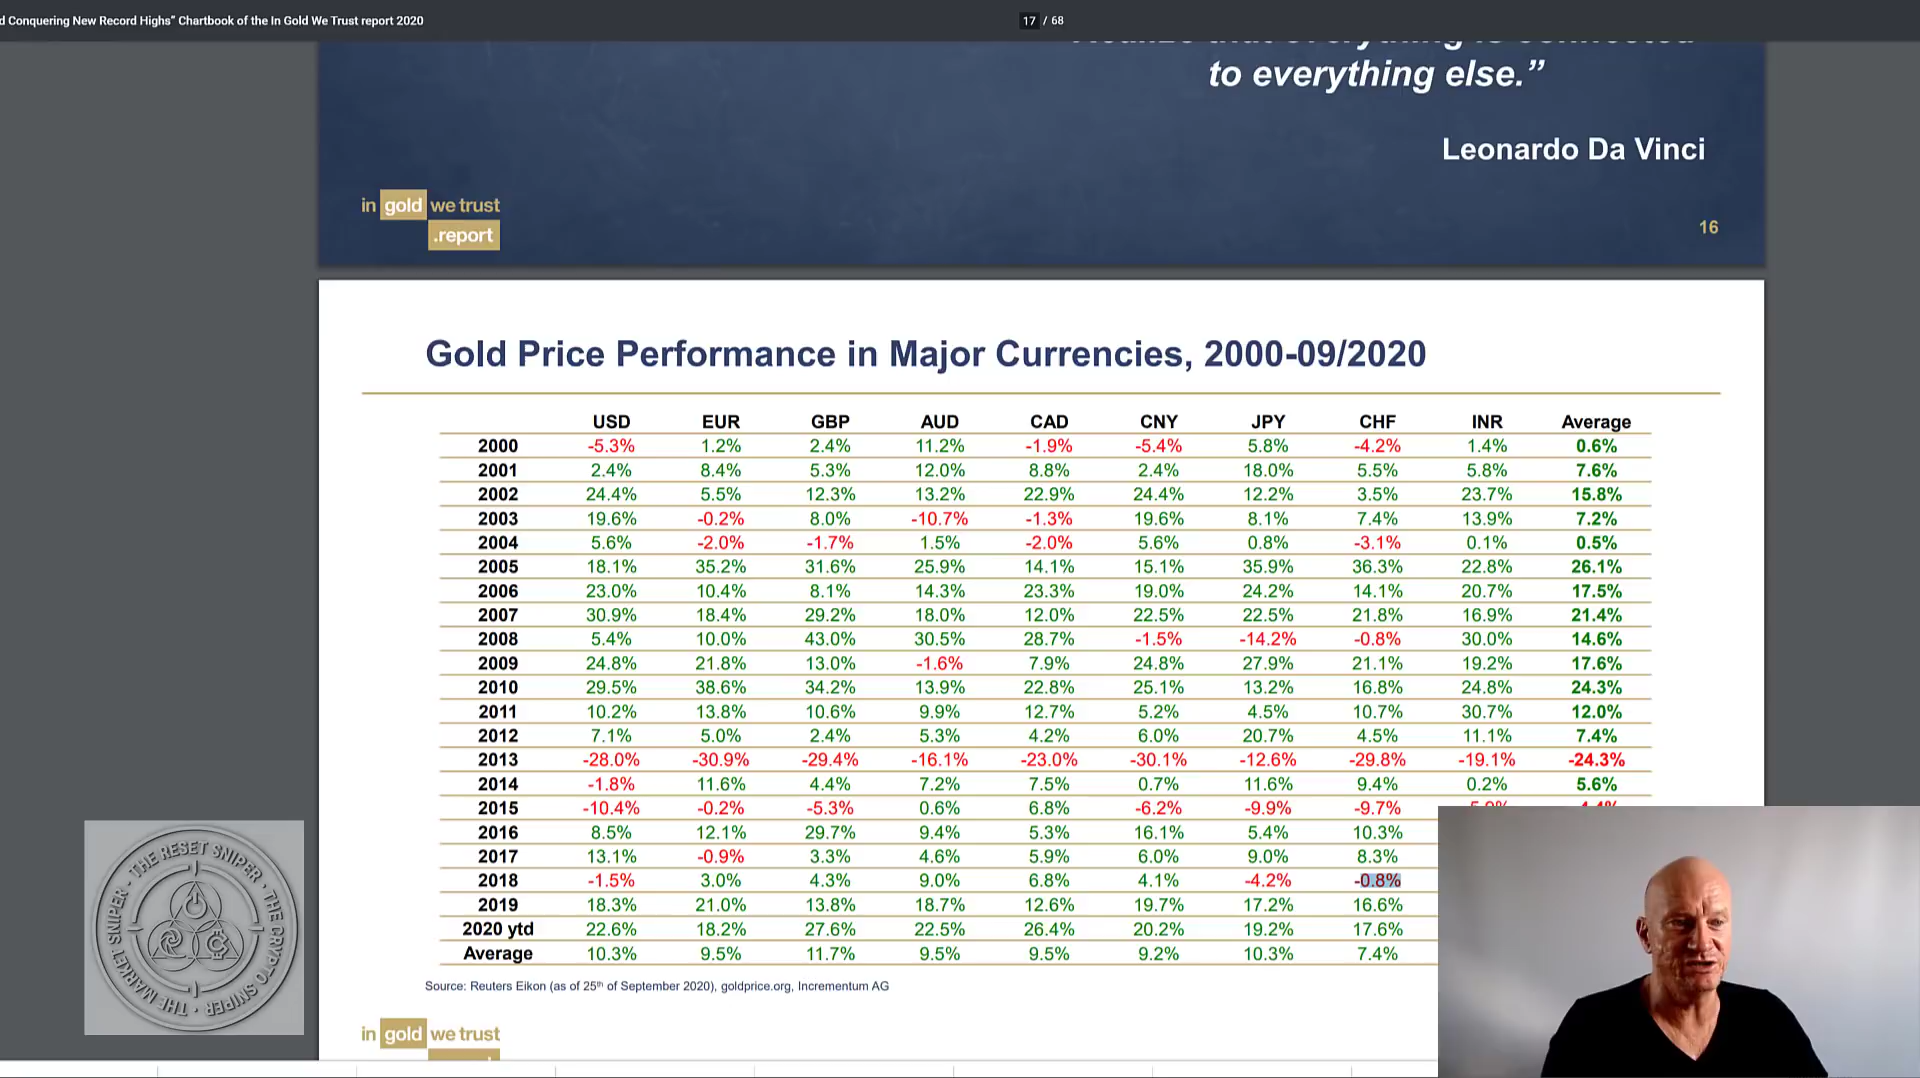 d Conquering New Record Highs" Chartbook of the In Gold We Trust report 2020
17 / 68
to everything else.”
Leonardo Da Vinci
in gold we trust
.report
16
Gold Price Performance in Major Currencies, 2000-09/2020
USD EUR GBP AUD CAD CNY JPY CHF INR Average
2000 -5.3% 1.2% 2.4% 11.2% -1.9% -5.4% 5.8% -4.2% 1.4% 0.6%
2001 2.4% 8.4% 5.3% 12.0% 8.8% 2.4% 18.0% 5.5% 5.8% 7.6%
2002 24.4% 5.5% 12.3% 13.2% 22.9% 24.4% 12.2% 3.5% 23.7% 15.8%
2003 19.6% -0.2% 8.0% -10.7% -1.3% 19.6% 8.1% 7.4% 13.9% 7.2%
2004 5.6% -2.0% -1.7% 1.5% -2.0% 5.6% 0.8% -3.1% 0.1% 0.5%
2005 18.1% 35.2% 31.6% 25.9% 14.1% 15.1% 35.9% 36.3% 22.8% 26.1%
2006 23.0% 10.4% 8.1% 14.3% 23.3% 19.0% 24.2% 14.1% 20.7% 17.5%
2007 30.9% 18.4% 29.2% 18.0% 12.0% 22.5% 22.5% 21.8% 16.9% 21.4%
2008 5.4% 10.0% 43.0% 30.5% 28.7% -1.5% -14.2% -0.8% 30.0% 14.6%
2009 24.8% 21.8% 13.0% -1.6% 7.9% 24.8% 27.9% 21.1% 19.2% 17.6%
2010 29.5% 38.6% 34.2% 13.9% 22.8% 25.1% 13.2% 16.8% 24.8% 24.3%
2011 10.2% 13.8% 10.6% 9.9% 12.7% 5.2% 4.5% 10.7% 30.7% 12.0%
2012 7.1% 5.0% 2.4% 5.3% 4.2% 6.0% 20.7% 4.5% 11.1% 7.4%
2013 -28.0% -30.9% -29.4% -16.1% -23.0% -30.1% -12.6% -29.8% -19.1% -24.3%
2014 -1.8% 11.6% 4.4% 7.2% 7.5% 0.7% 11.6% 9.4% 0.2% 5.6%
2015 -10.4% -0.2% -5.3% 0.6% 6.8% -6.2% -9.9% -9.7%
2016 8.5% 12.1% 29.7% 9.4% 5.3% 16.1% 5.4% 10.3%
2017 13.1% -0.9% 3.3% 4.6% 5.9% 6.0% 9.0% 8.3%
2018 -1.5% 3.0% 4.3% 9.0% 6.8% 4.1% -4.2% -0.8%
2019 18.3% 21.0% 13.8% 18.7% 12.6% 19.7% 17.2% 16.6%
2020 ytd 22.6% 18.2% 27.6% 22.5% 26.4% 20.2% 19.2% 17.6%
Average 10.3% 9.5% 11.7% 9.5% 9.5% 9.2% 10.3% 7.4%
Source: Reuters Eikon (as of 25th of September 2020), goldprice.org, Incrementum AG
in gold we trust
THE RESET SNIPER · THE CRYPTO SNIPER · THE MARKET SNIPER ·